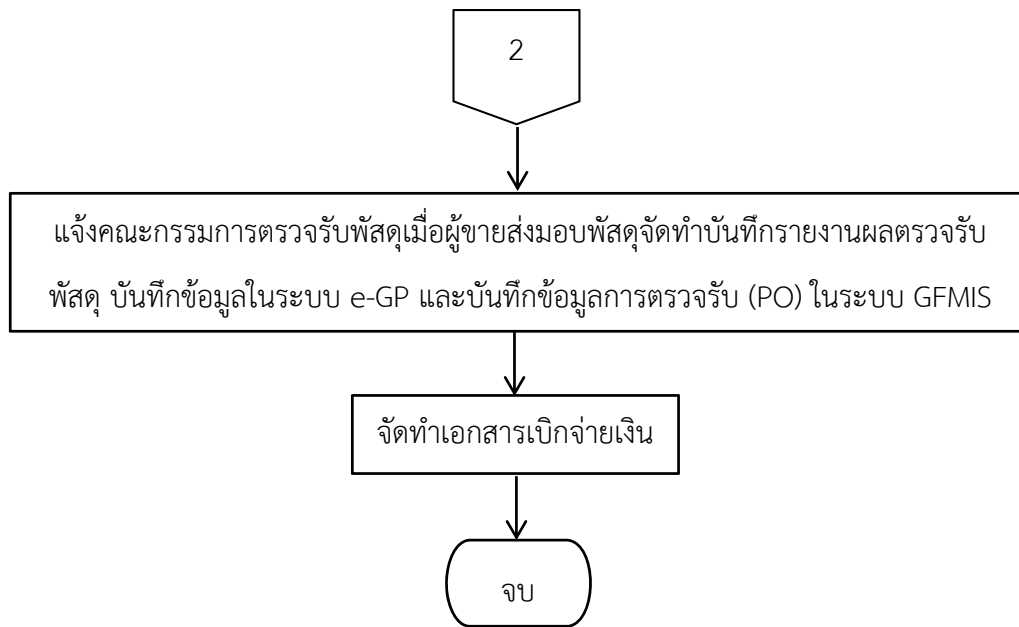 2
แจ้งคณะกรรมการตรวจรับพัสดุเมื่อผู้ขายส่งมอบพัสดุจัดทำบันทึกรายงานผลตรวจรับ
พัสดุ บันทึกข้อมูลในระบบ e-GP และบันทึกข้อมูลการตรวจรับ (PO) ในระบบ GFMIS
จัดทำเอกสารเบิกจ่ายเงิน
จบ